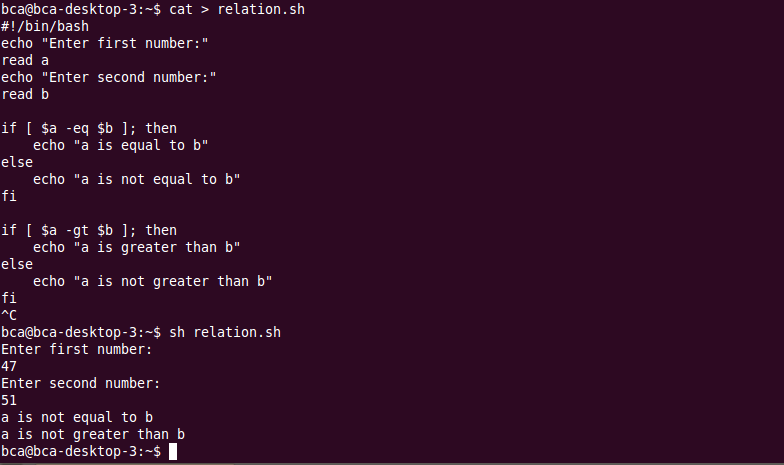 bca@bca-desktop-3:~$ cat > relation.sh
#!/bin/bash
echo "Enter first number:"
read a
echo "Enter second number:"
read b

if [ $a -eq $b ]; then
    echo "a is equal to b"
else
    echo "a is not equal to b"
fi

if [ $a -gt $b ]; then
    echo "a is greater than b"
else
    echo "a is not greater than b"
fi
^C
bca@bca-desktop-3:~$ sh relation.sh
Enter first number:
47
Enter second number:
51
a is not equal to b
a is not greater than b
bca@bca-desktop-3:~$